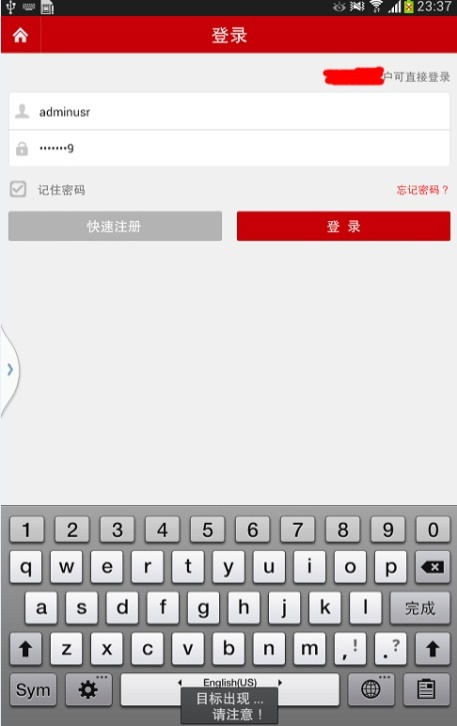 23:37
登录
户可直接登录
adminusr
•••••••9
记住密码
忘记密码？
快速注册
登 录
1 2 3 4 5 6 7 8 9 0
q w e r t y u i o p
a s d f g h j k l 完成
z x c v b n m , ! . ?
Sym
English(US)
目标出现 ...
请注意！